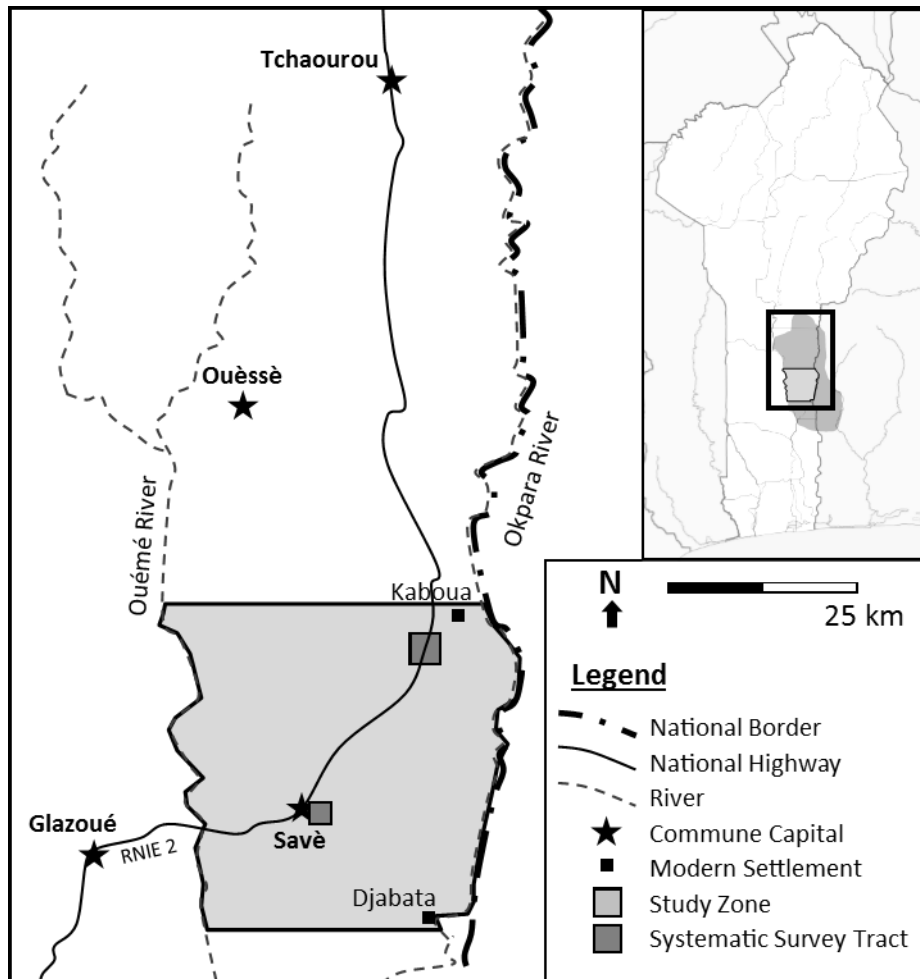 Tchaourou
Ouèssè
Ouémé River
Okpara River
Kaboua
Glazoué
RNIE 2
Savè
Djabata
N
25 km
Legend
National Border
National Highway
River
Commune Capital
Modern Settlement
Study Zone
Systematic Survey Tract